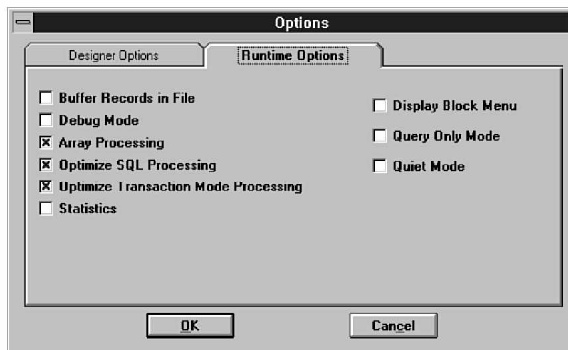 Options
Designer Options
Runtime Options
Buffer Records in File
Display Block Menu
Debug Mode
Query Only Mode
Array Processing
Optimize SQL Processing
Quiet Mode
Optimize Transaction Mode Processing
Statistics
OK
Cancel